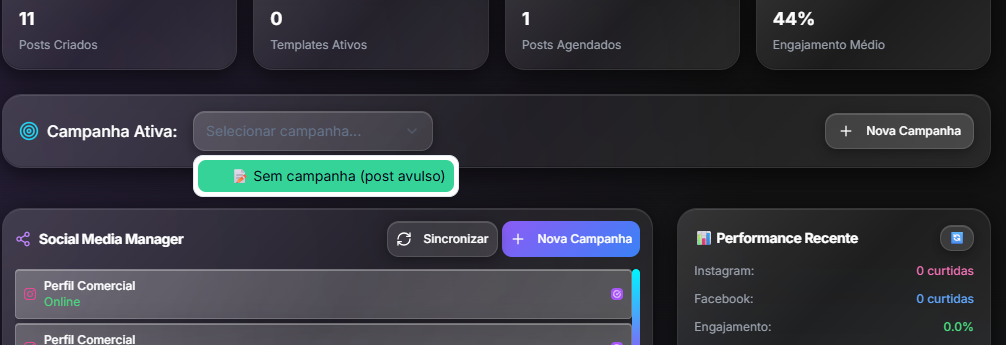 11
Posts Criados
0
Templates Ativos
1
Posts Agendados
44%
Engajamento Médio
Campanha Ativa:
Selecionar campanha...
Nova Campanha
Sem campanha (post avulso)
Social Media Manager
Sincronizar
Nova Campanha
Perfil Comercial
Online
Perfil Comercial
Performance Recente
Instagram:
0 curtidas
Facebook:
0 curtidas
Engajamento:
0.0%